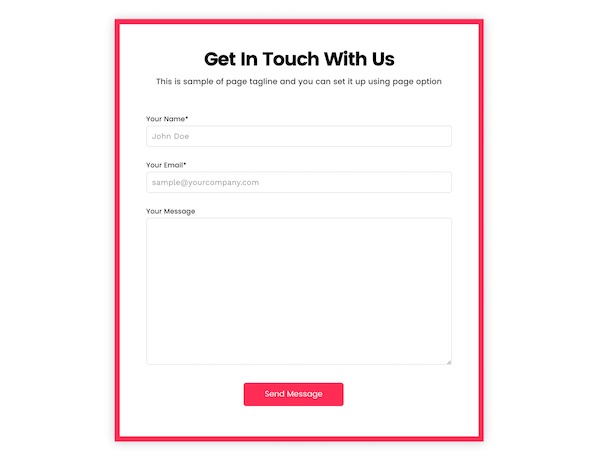 Get In Touch With Us
This is sample of page tagline and you can set it up using page option
Your Name*
John Doe
Your Email*
sample@yourcompany.com
Your Message
Send Message